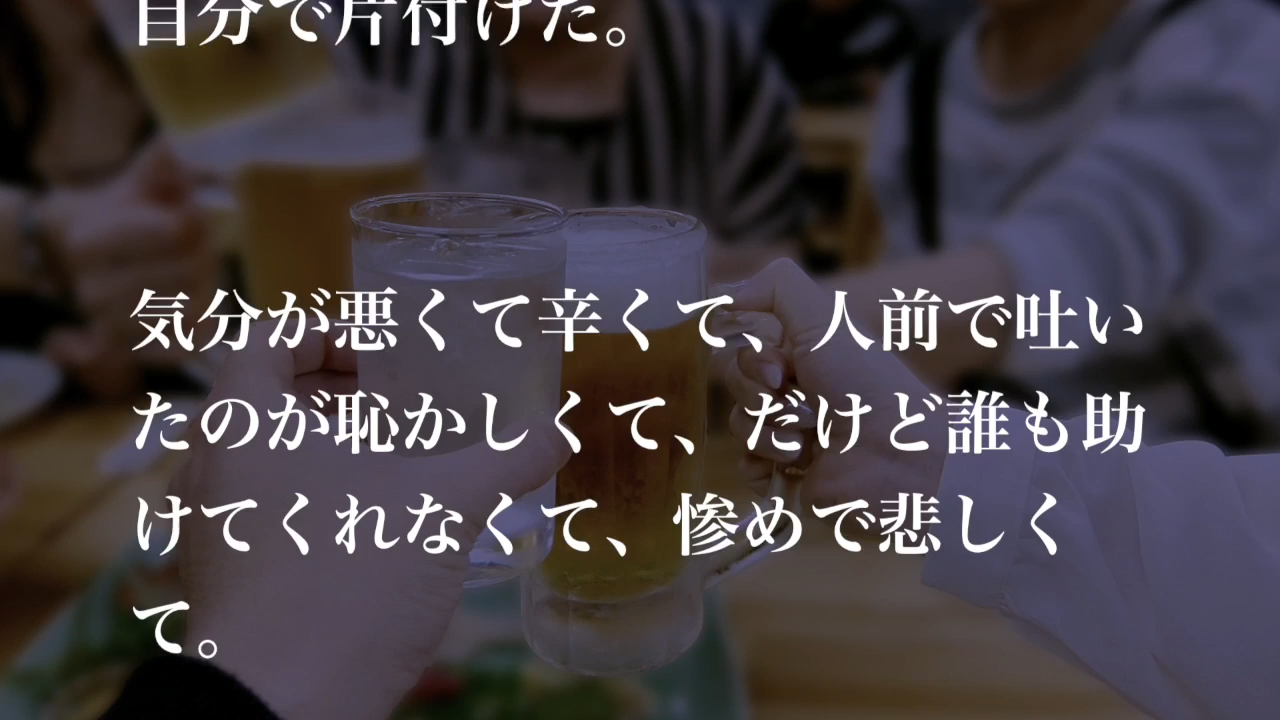 自分で片付けた。
気分が悪くて辛くて、人前で吐い
たのが恥かしくて、だけど誰も助
けてくれなくて、惨めで悲しく
て。